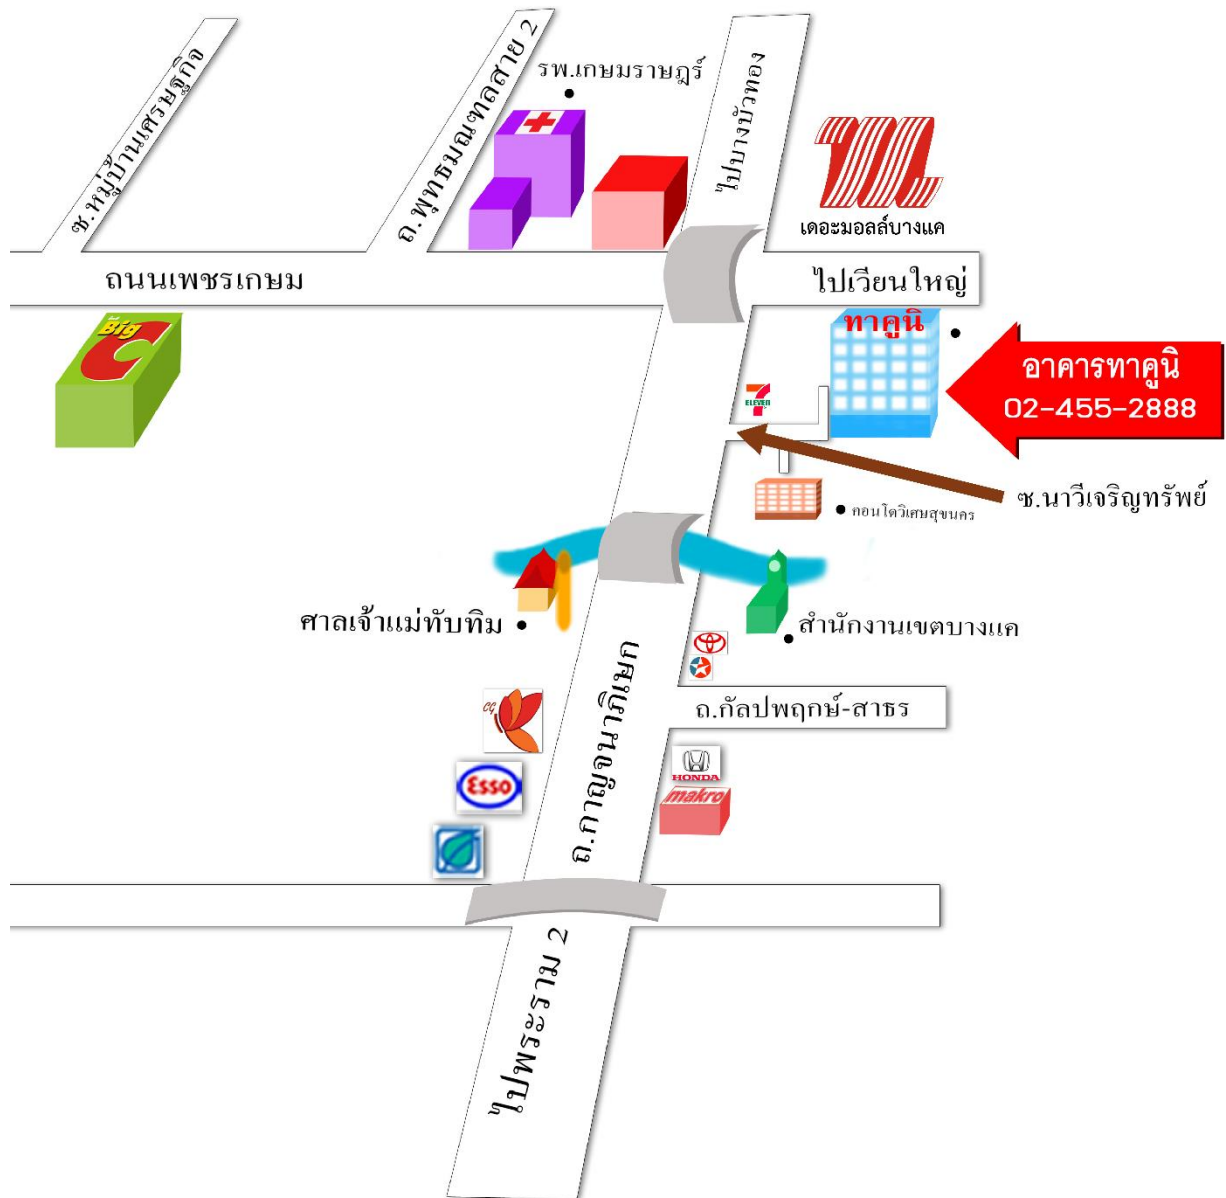 ซ.หมู่บ้านเศรษฐกิจ
ถ.พุทธมณฑลสาย 2
รพ.เกษมราษฎร์
ไปบางบัวทอง
เดอะมอลล์บางแค
ถนนเพชรเกษม
ไปเวียนใหญ่
Big C
ทาคูนิ
อาคารทาคูนิ
02-455-2888
7 ELEVEN
ซ.นาวีเจริญทรัพย์
คอนโดวิเศษสุขนคร
ศาลเจ้าแม่ทับทิม
สำนักงานเขตบางแค
ถ.กัลปพฤกษ์-สาธร
CG
ถ.กาญจนาภิเษก
HONDA
Esso
makro
ไปพระราม 2